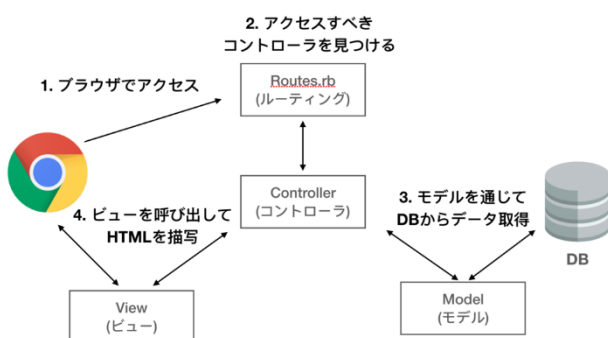 2. アクセスすべき
コントローラを見つける
1. ブラウザでアクセス
Routes.rb
(ルーティング)
Controller
(コントローラ)
3. モデルを通じて
DBからデータ取得
4. ビューを呼び出して
HTMLを描写
DB
View
(ビュー)
Model
(モデル)